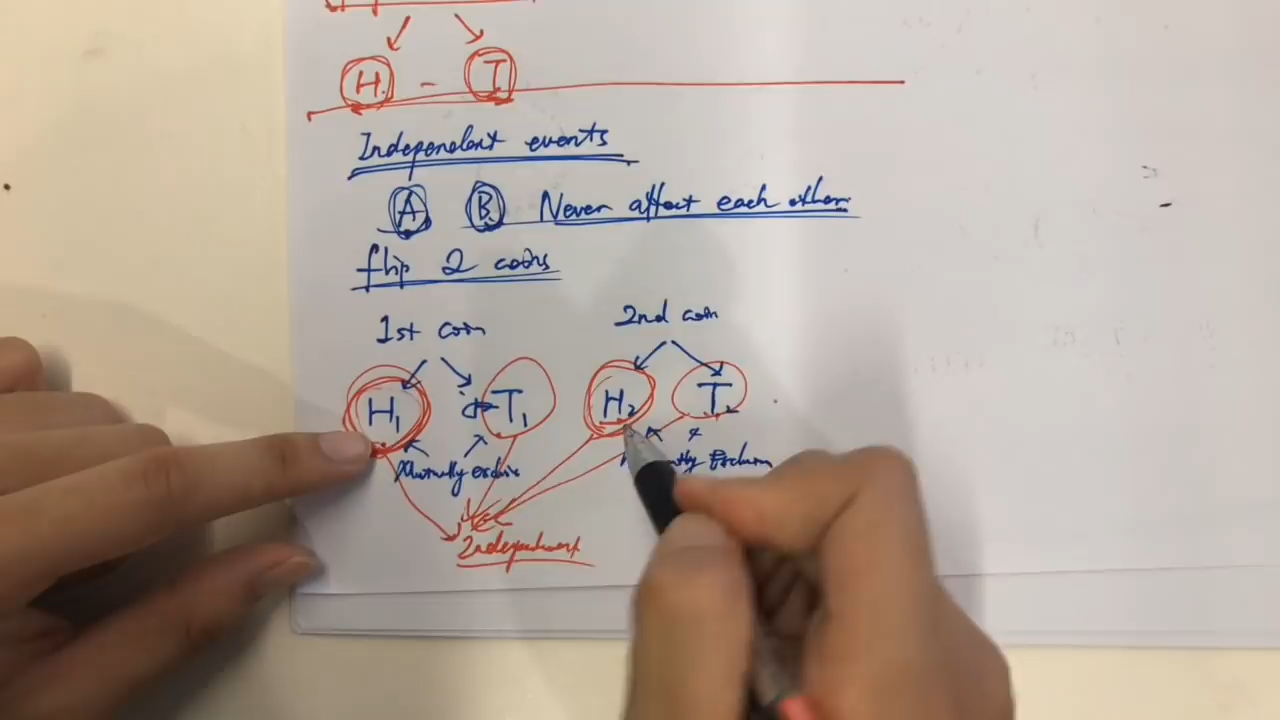 H - T
Independent events
A B Never affect each other.
flip 2 coins
1st coin 2nd coin
H1 T1 H2 T2
Mutually
Independent